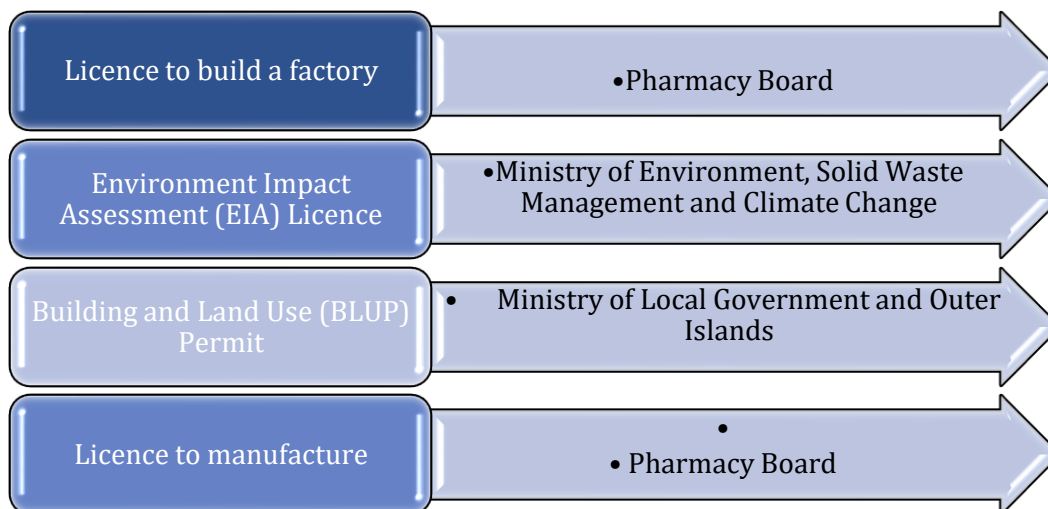 Licence to build a factory
•Pharmacy Board
Environment Impact
Assessment (EIA) Licence
•Ministry of Environment, Solid Waste
Management and Climate Change
Building and Land Use (BLUP)
Permit
• Ministry of Local Government and Outer
Islands
Licence to manufacture
•
• Pharmacy Board